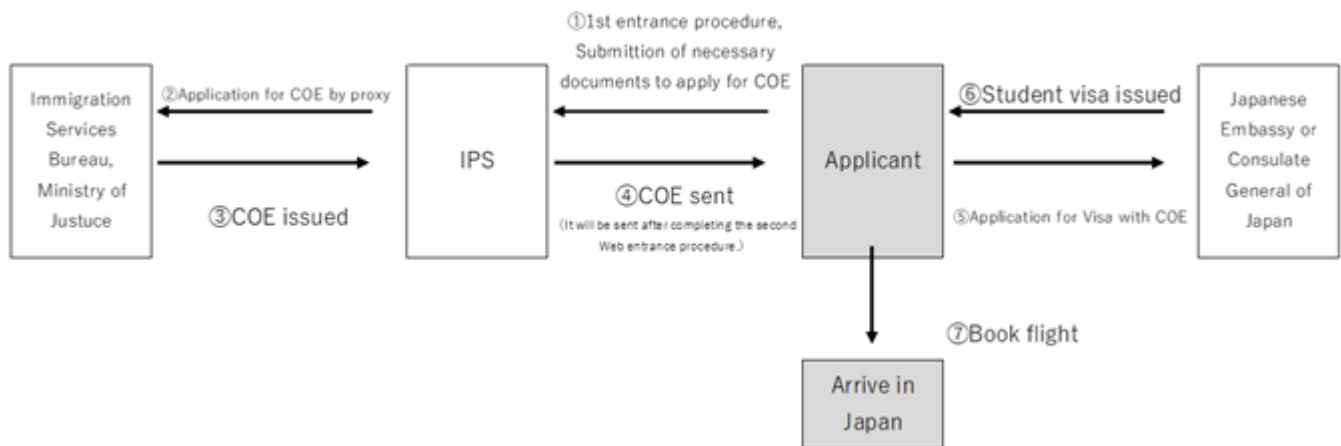 ①1st entrance procedure,
Submittion of necessary
documents to apply for COE
Immigration
Services
Bureau,
Ministry of
Justuce
②Application for COE by proxy
③COE issued
IPS
④COE sent
(It will be sent after completing the second
Web entrance procedure.)
Applicant
⑥Student visa issued
⑤Application for Visa with COE
Japanese
Embassy or
Consulate
General of
Japan
⑦Book flight
Arrive in
Japan